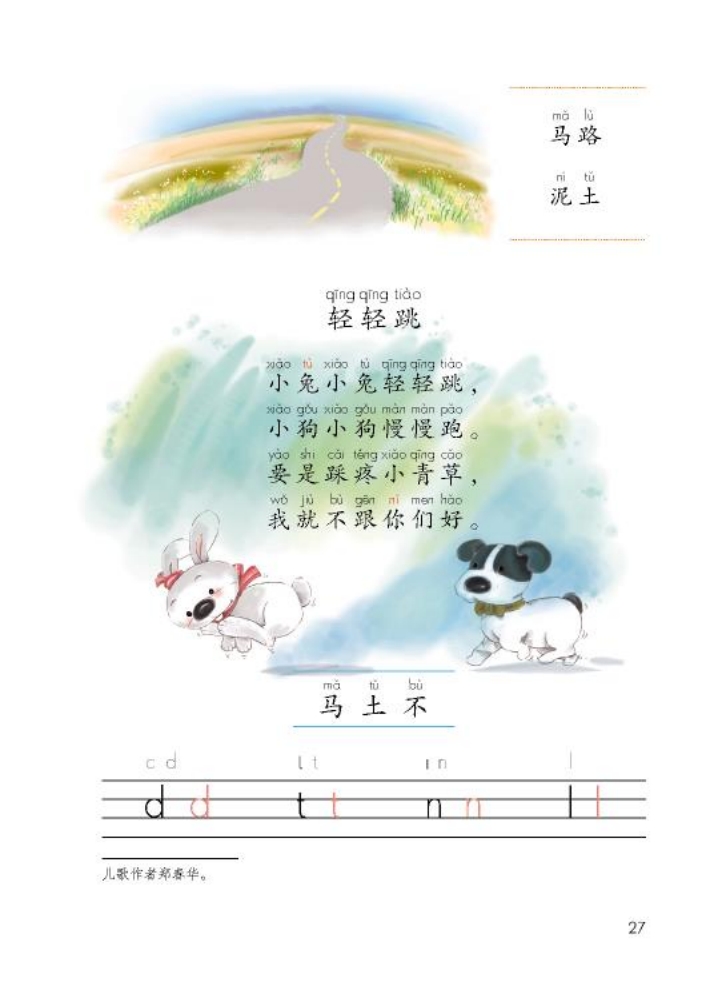 mǎ lù
马路
ní tǔ
泥土
qīng qīng tiào
轻轻跳
xiǎo tù xiǎo tù qīng qīng tiào
小兔小兔轻轻跳，
xiǎo gǒu xiǎo gǒu màn màn pǎo
小狗小狗慢慢跑。
yào shi cǎi téng xiǎo qīng cǎo
要是踩疼小青草，
wǒ jiù bù gēn nǐ men hǎo
我就不跟你们好。
mǎ tǔ bù
马 土 不
c d l t ı n l
d d t t n n l l
儿歌作者郑春华。
27